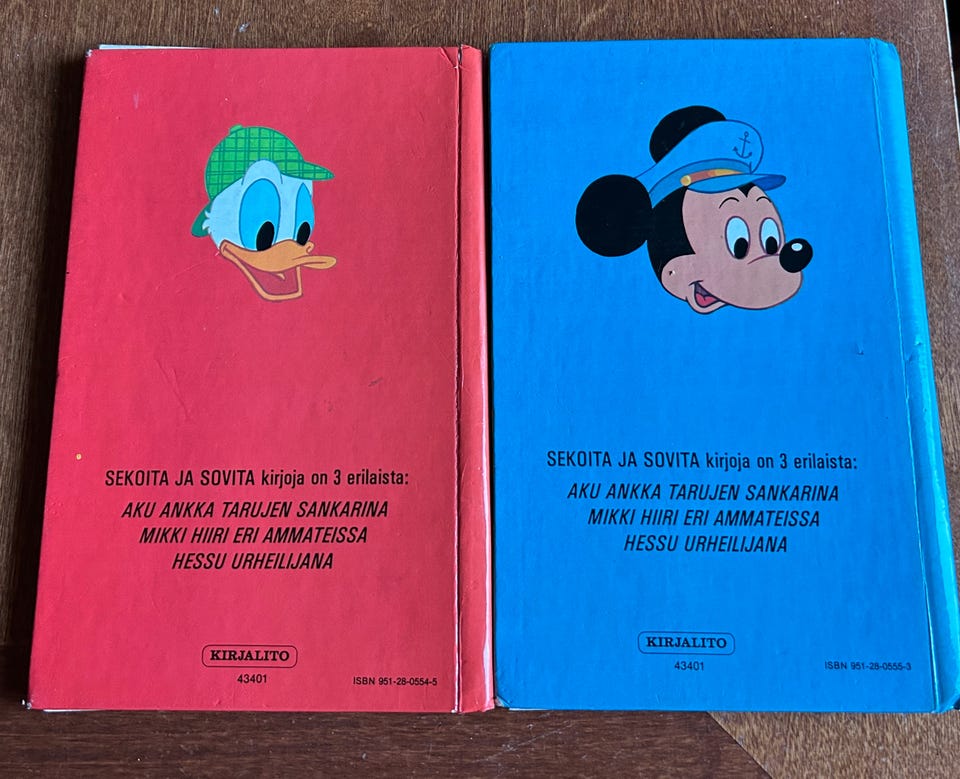 SEKOITA JA SOVITA kirjoja on 3 erilaista:
AKU ANKKA TARUJEN SANKARINA
MIKKI HIIRI ERI AMMATEISSA
HESSU URHEILIJANA
KIRJALITO
43401
ISBN 951-28-0554-5
SEKOITA JA SOVITA kirjoja on 3 erilaista:
AKU ANKKA TARUJEN SANKARINA
MIKKI HIIRI ERI AMMATEISSA
HESSU URHEILIJANA
KIRJALITO
43401
ISBN 951-28-0555-3